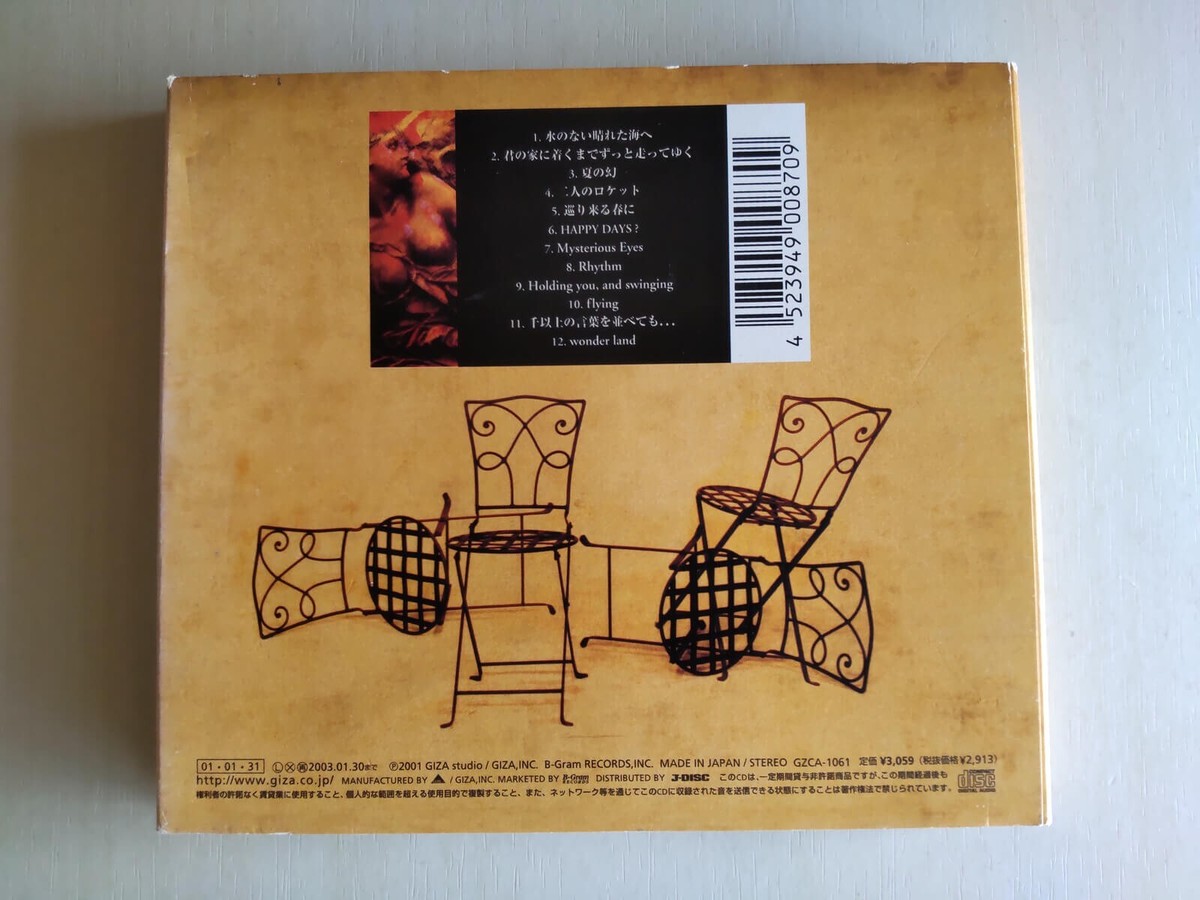 1. 水のない晴れた海へ
2. 君の家に着くまでずっと走ってゆく
3. 夏の幻
4. 二人のロケット
5. 巡り来る春に
6. HAPPY DAYS?
7. Mysterious Eyes
8. Rhythm
9. Holding you, and swinging
10. flying
11. 千以上の言葉を並べても...
12. wonder land
4 523949 008709
01・01・31 Ⓛ Ⓧ 2003.01.30まで ℗2001 GIZA studio / GIZA,INC. B-Gram RECORDS,INC. MADE IN JAPAN / STEREO GZCA-1061 定価 ¥3,059 (税抜価格¥2,913)
http://www.giza.co.jp/ MANUFACTURED BY / GIZA,INC. MARKETED BY B-Gram DISTRIBUTED BY J-DISC このCDは、一定期間貸与非許諾商品ですが、この期間経過後も
権利者の許諾なく賃貸業に使用すること、個人的な範囲を超える使用目的で複製すること、また、ネットワーク等を通じてこのCDに収録された音を送信できる状態にすることは著作権法で禁じられています。
disc
DIGITAL AUDIO